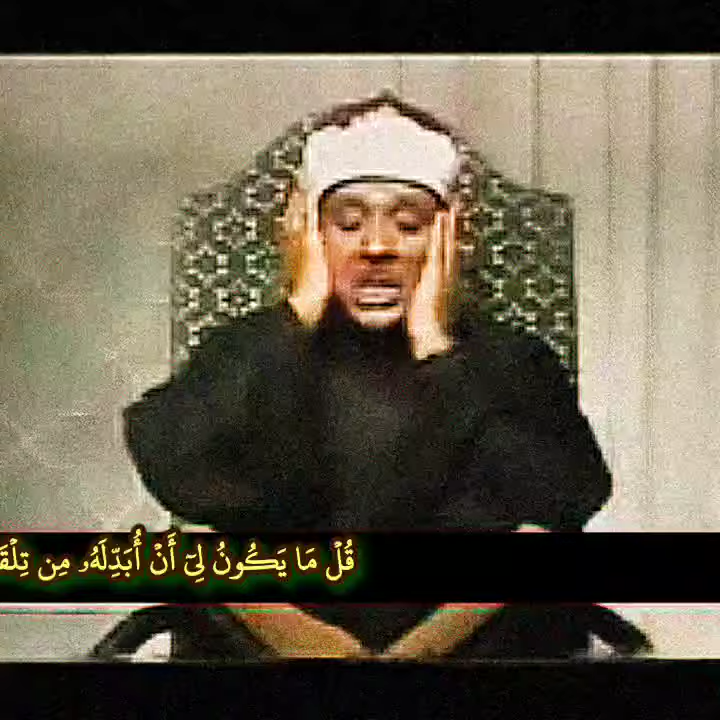 قُلْ مَا يَكُونُ لِىٓ أَنْ أُبَدِّلَهُۥ مِن